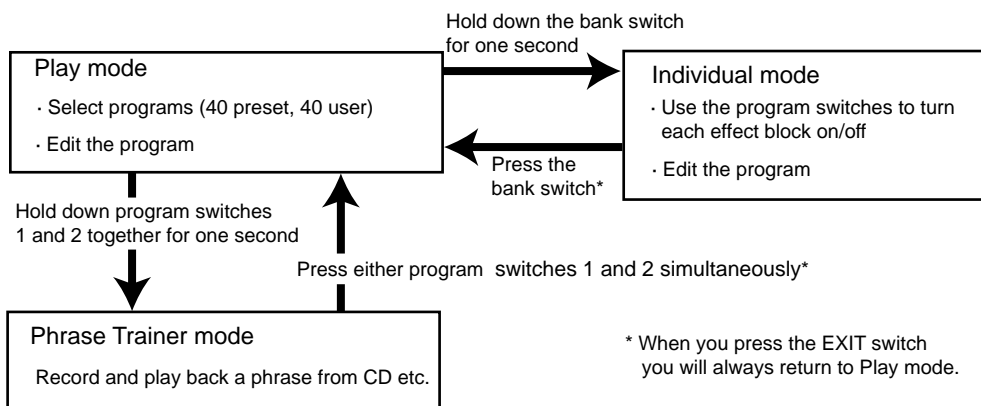 Hold down the bank switch
for one second
Play mode
· Select programs (40 preset, 40 user)
· Edit the program
Individual mode
· Use the program switches to turn
each effect block on/off
· Edit the program
Press the
bank switch*
Hold down program switches
1 and 2 together for one second
Press either program switches 1 and 2 simultaneously*
Phrase Trainer mode
Record and play back a phrase from CD etc.
* When you press the EXIT switch
you will always return to Play mode.